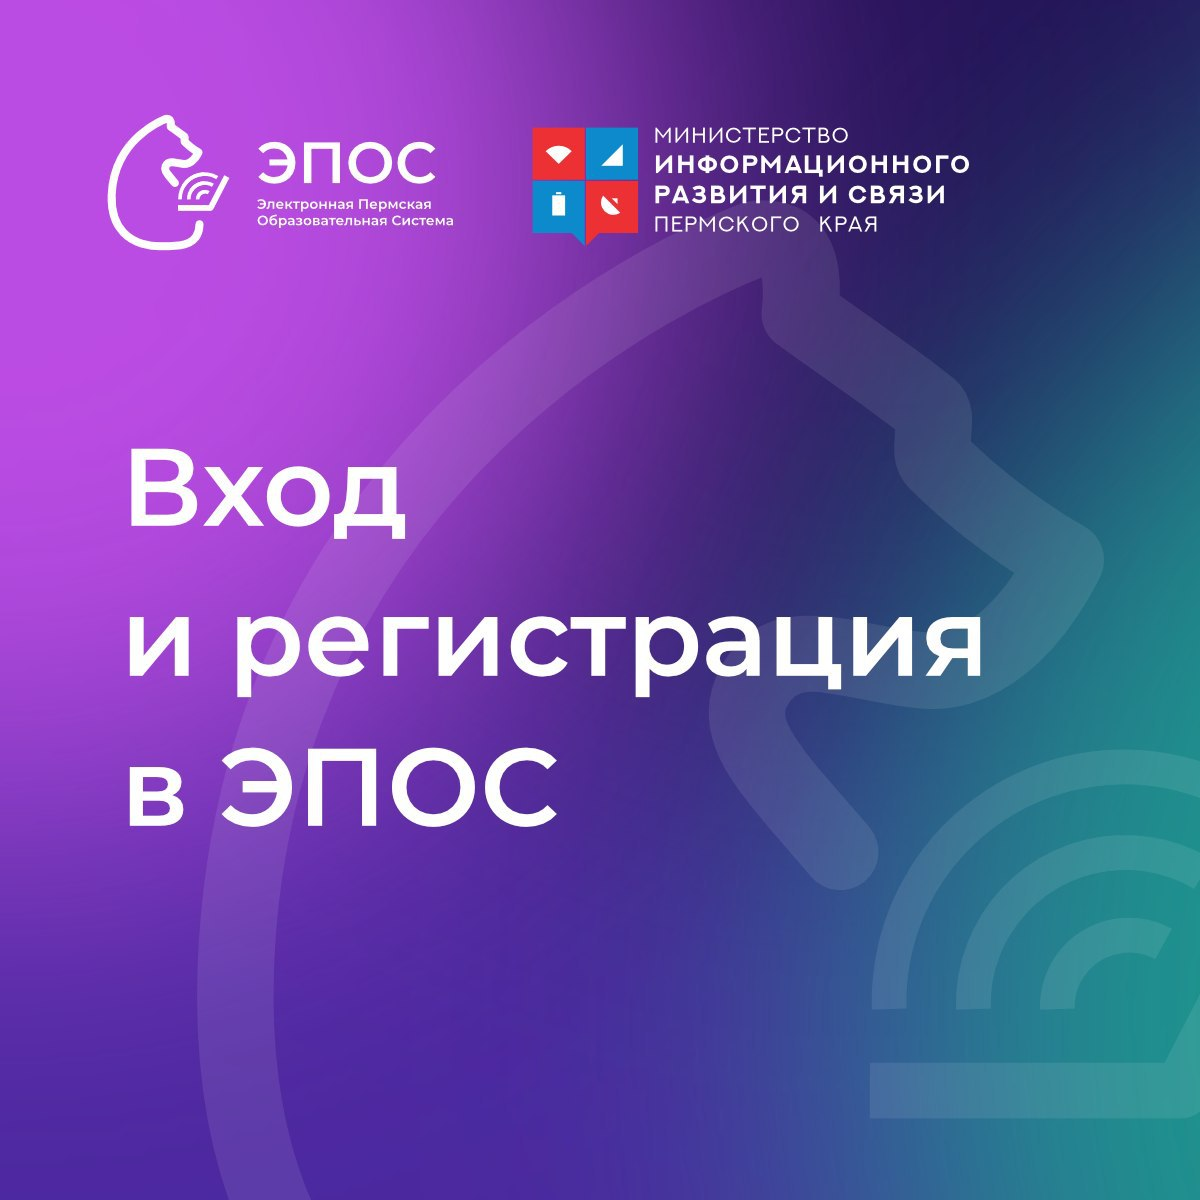 ЭПОС
Электронная Пермская
Образовательная Система
МИНИСТЕРСТВО
ИНФОРМАЦИОННОГО
РАЗВИТИЯ И СВЯЗИ
ПЕРМСКОГО КРАЯ
Вход
и регистрация
в ЭПОС